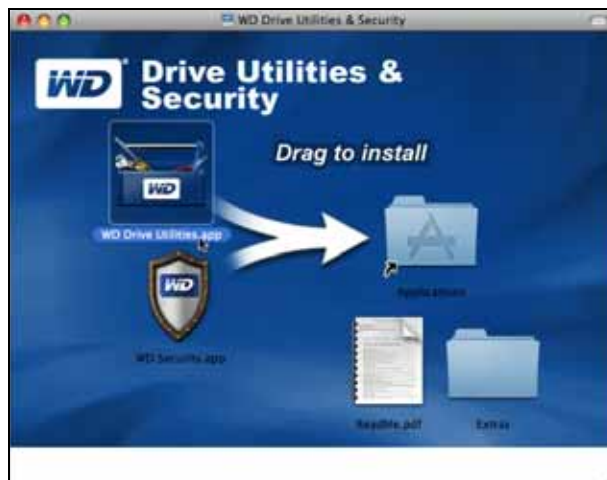 WD Drive Utilities & Security
WD
Drive Utilities &
Security
Drag to install
WD
WD Drive Utilities.app
Applications
WD
WD Security.app
ReadMe.pdf
Extras